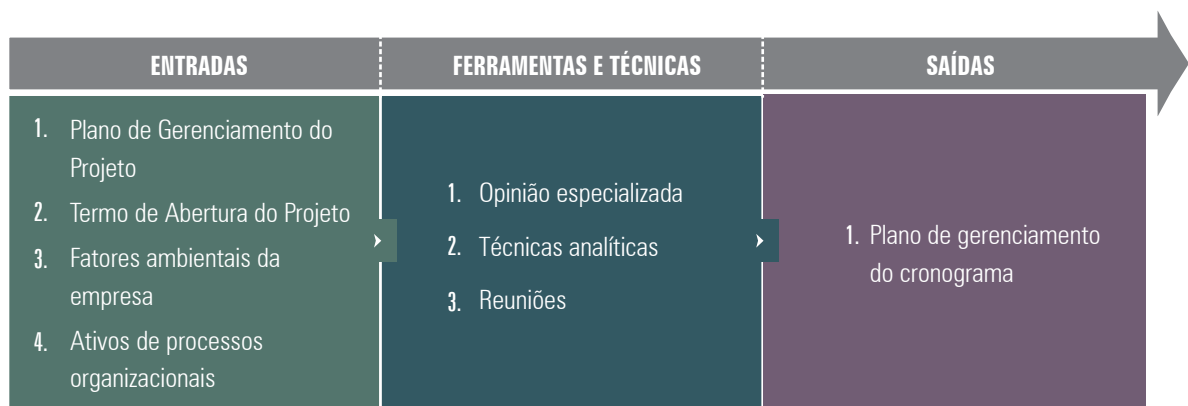 ENTRADAS
FERRAMENTAS E TÉCNICAS
SAÍDAS
1. Plano de Gerenciamento do
Projeto
2. Termo de Abertura do Projeto
3. Fatores ambientais da
empresa
4. Ativos de processos
organizacionais
1. Opinião especializada
2. Técnicas analíticas
3. Reuniões
1. Plano de gerenciamento
do cronograma